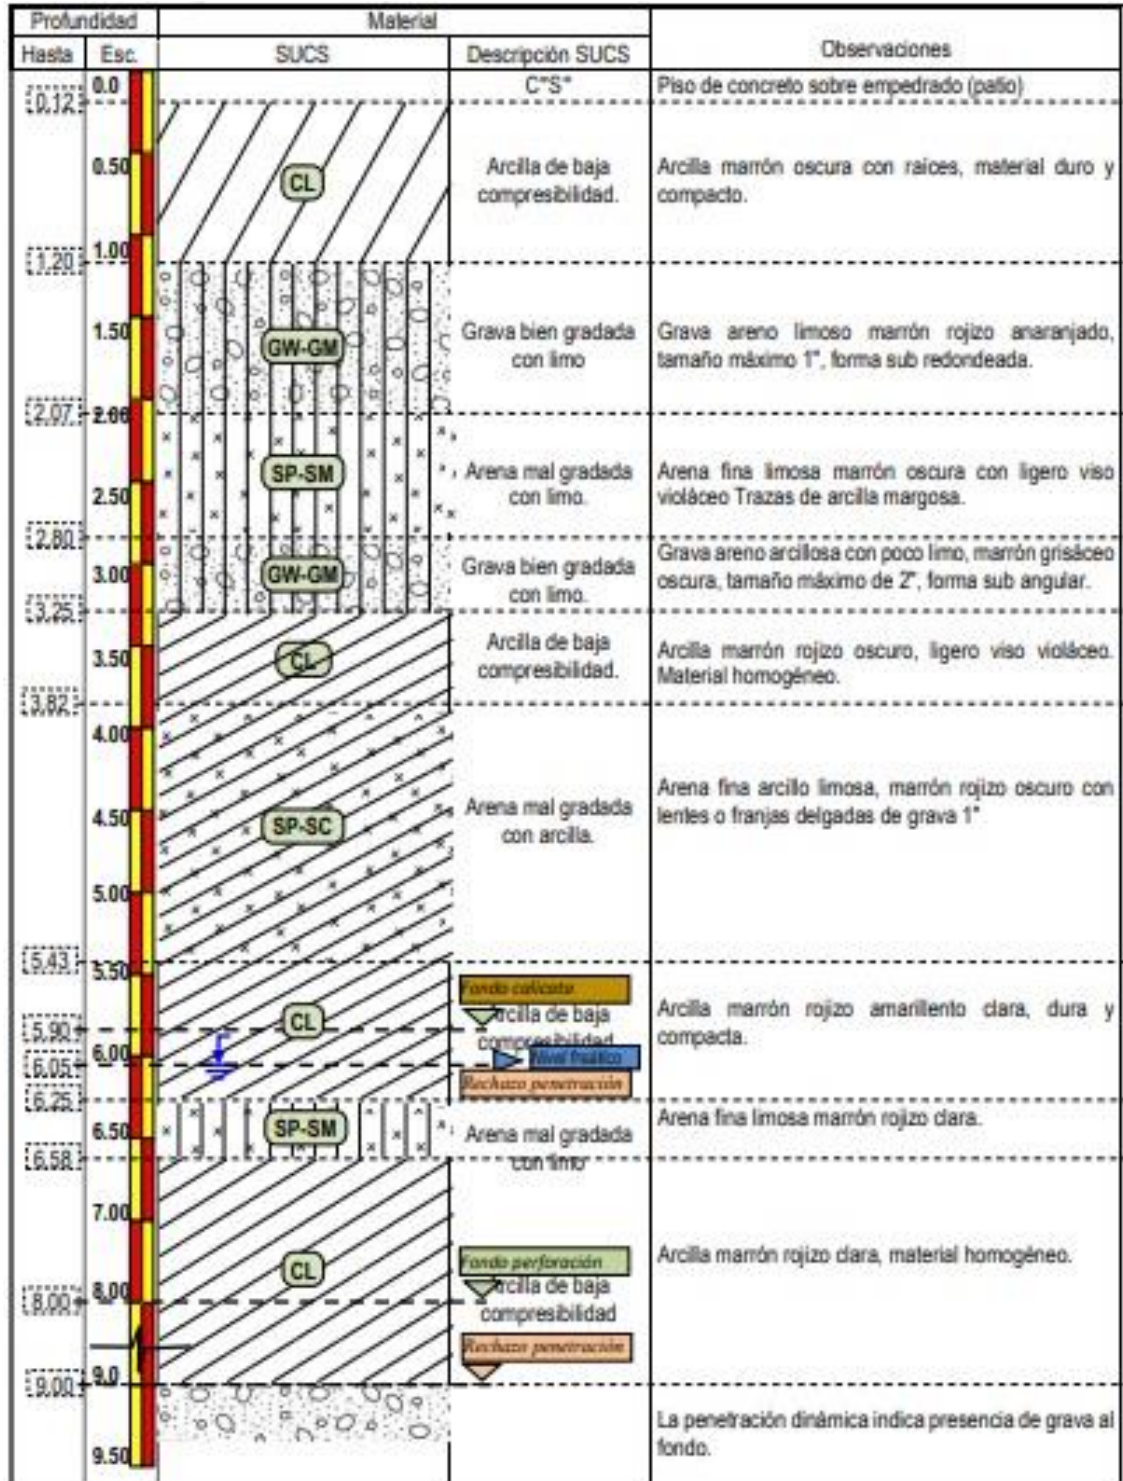 Profundidad Material Observaciones
Hasta Esc. SUCS Descripción SUCS
0.0 C"S" Piso de concreto sobre empedrado (patio)
0.12
0.50 CL Arcilla de baja
compresibilidad.
Arcilla marrón oscura con raíces, material duro y
compacto.
1.00
1.20
1.50 GW-GM Grava bien gradada
con limo
Grava areno limoso marrón rojizo anaranjado,
tamaño máximo 1", forma sub redondeada.
2.07 2.00
SP-SM Arena mal gradada
con limo.
Arena fina limosa marrón oscura con ligero viso
violáceo Trazas de arcilla margosa.
2.50
2.80
3.00 GW-GM Grava bien gradada
con limo.
Grava areno arcillosa con poco limo, marrón grisáceo
oscura, tamaño máximo de 2", forma sub angular.
3.25
3.50 CL Arcilla de baja
compresibilidad.
Arcilla marrón rojizo oscuro, ligero viso violáceo.
Material homogéneo.
3.82
4.00
4.50 SP-SC Arena mal gradada
con arcilla.
Arena fina arcillo limosa, marrón rojizo oscuro con
lentes o franjas delgadas de grava 1"
5.00
5.43
5.50 Fondo calicata
5.90 CL Arcilla de baja
compresibilidad
Arcilla marrón rojizo amarillento clara, dura y
compacta.
6.00 Nivel freático
6.05
Rechazo penetración
6.25
6.50 SP-SM Arena mal gradada
con limo
Arena fina limosa marrón rojizo clara.
6.58
7.00
Fondo perforación
CL Arcilla de baja
compresibilidad
Arcilla marrón rojizo clara, material homogéneo.
8.00 8.00
Rechazo penetración
9.00 9.0
La penetración dinámica indica presencia de grava al
fondo.
9.50